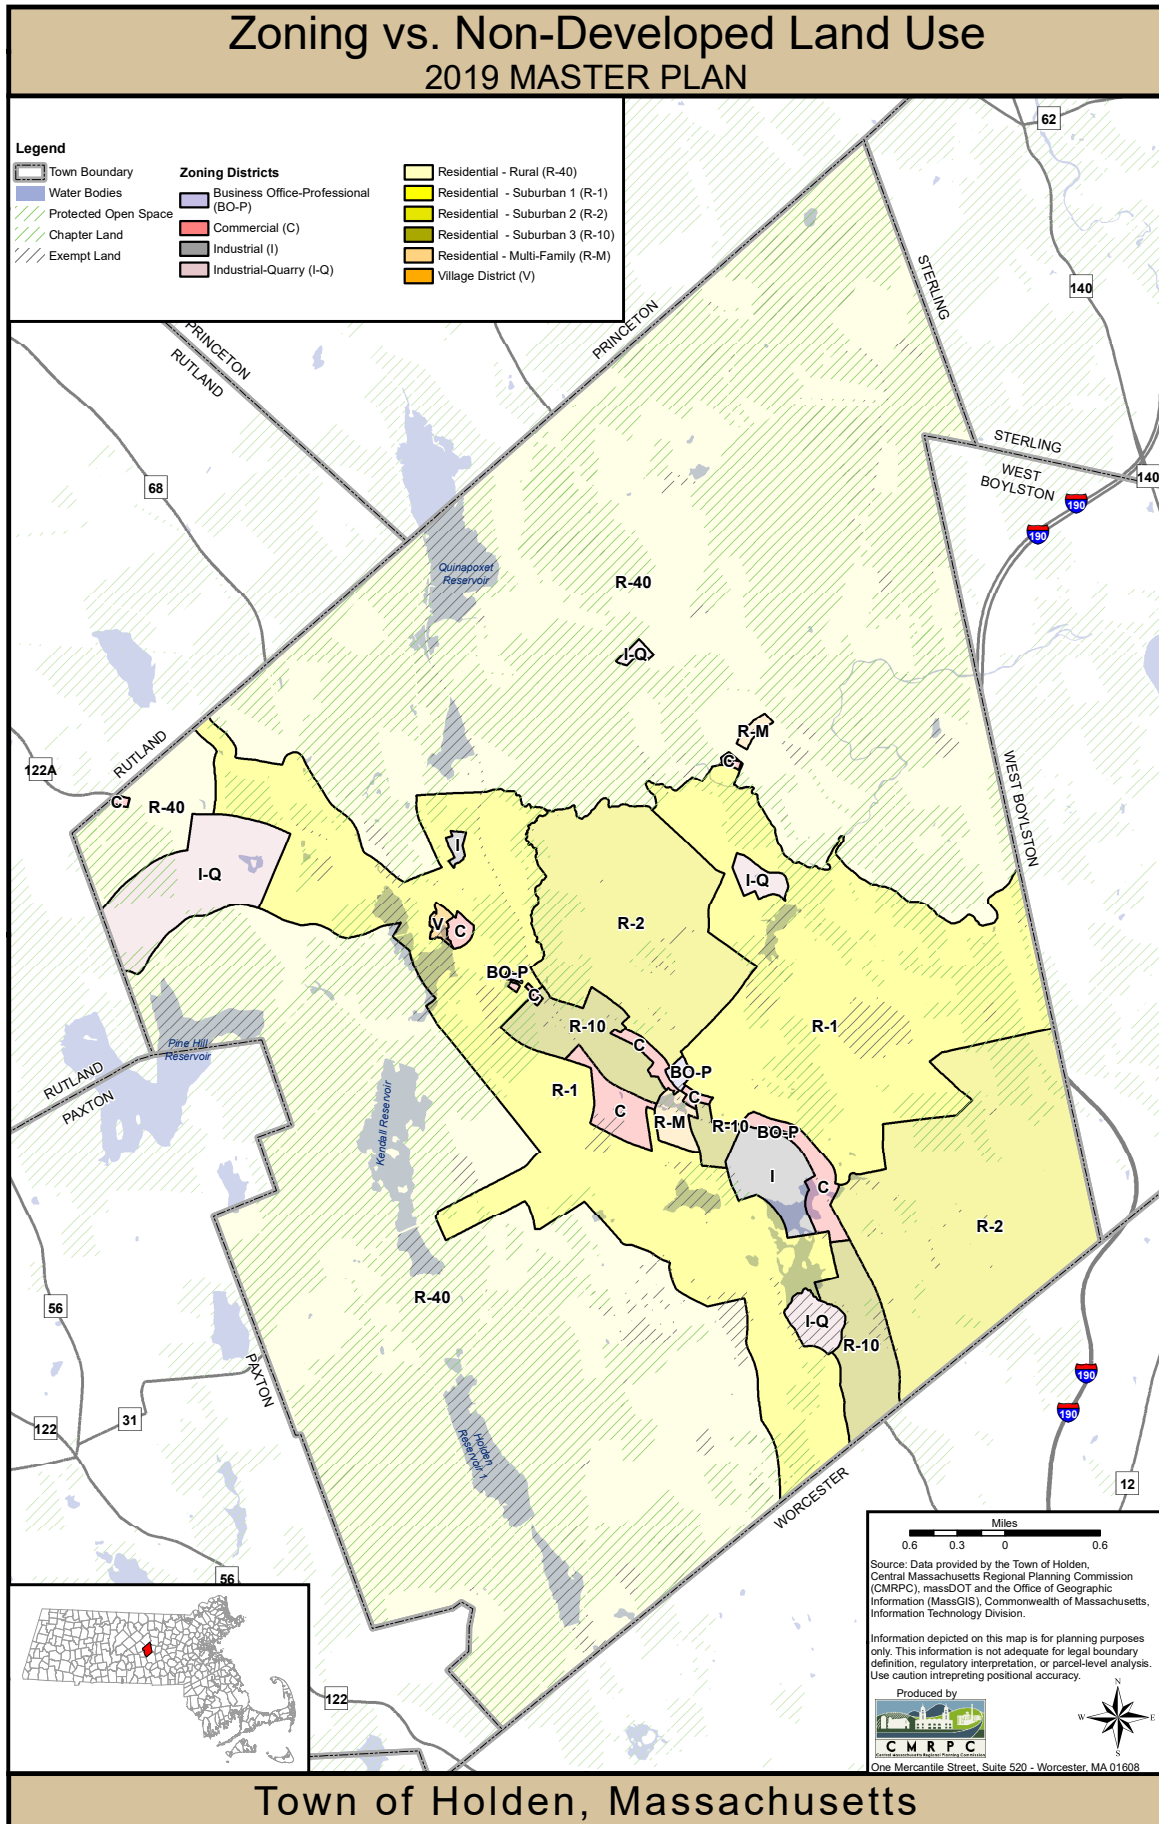 Zoning vs. Non-Developed Land Use
2019 MASTER PLAN
Legend
Town Boundary
Water Bodies
Protected Open Space
Chapter Land
Exempt Land
Zoning Districts
Business Office-Professional
(BO-P)
Commercial (C)
Industrial (I)
Industrial-Quarry (I-Q)
Residential - Rural (R-40)
Residential - Suburban 1 (R-1)
Residential - Suburban 2 (R-2)
Residential - Suburban 3 (R-10)
Residential - Multi-Family (R-M)
Village District (V)
62
140
STERLING
PRINCETON
PRINCETON
RUTLAND
STERLING
WEST
BOYLSTON
140
190
190
68
Quinapoxet
Reservoir
R-40
I-Q
R-M
C
RUTLAND
122A
C
R-40
WEST BOYLSTON
I
I-Q
I-Q
V
C
R-2
BO-P
C
R-10
R-1
C
Pine Hill
Reservoir
RUTLAND
PAXTON
BO-P
R-1
C
C
R-M
R-10
BO-P
Kendall Reservoir
I
C
R-2
R-40
56
I-Q
R-10
PAXTON
190
31
122
190
Holden
Reservoir 1
WORCESTER
12
56
122
Miles
0.6 0.3 0 0.6
Source: Data provided by the Town of Holden,
Central Massachusetts Regional Planning Commission
(CMRPC), massDOT and the Office of Geographic
Information (MassGIS), Commonwealth of Massachusetts,
Information Technology Division.
Information depicted on this map is for planning purposes
only. This information is not adequate for legal boundary
definition, regulatory interpretation, or parcel-level analysis.
Use caution intrepreting positional accuracy.
Produced by
C M R P C
Central Massachusetts Regional Planning Commission
N
W E
S
One Mercantile Street, Suite 520 - Worcester, MA 01608
Town of Holden, Massachusetts